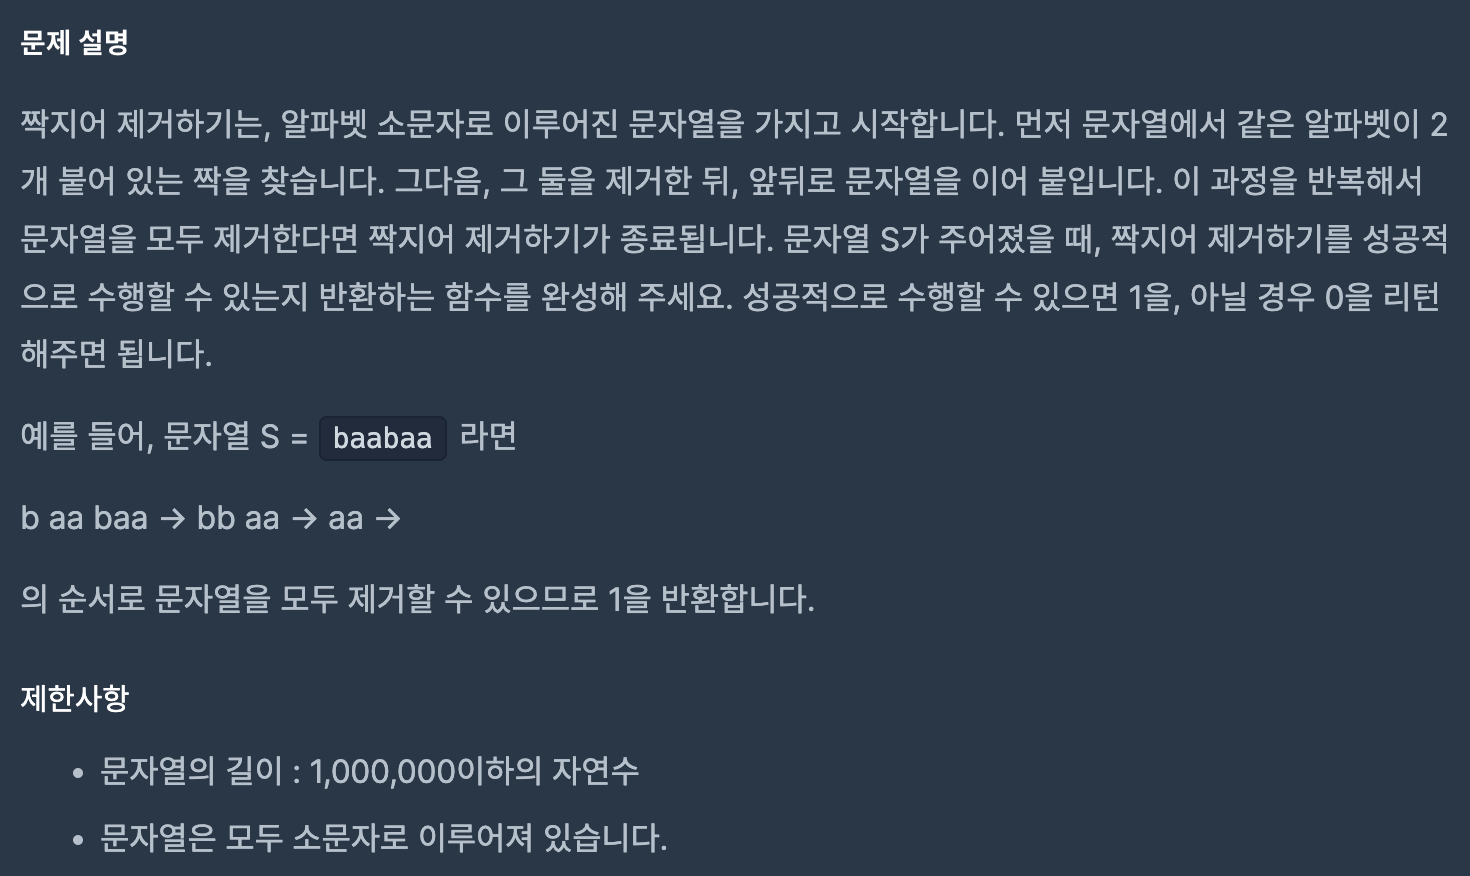 문제 설명
짝지어 제거하기는, 알파벳 소문자로 이루어진 문자열을 가지고 시작합니다. 먼저 문자열에서 같은 알파벳이 2
개 붙어 있는 짝을 찾습니다. 그다음, 그 둘을 제거한 뒤, 앞뒤로 문자열을 이어 붙입니다. 이 과정을 반복해서
문자열을 모두 제거한다면 짝지어 제거하기가 종료됩니다. 문자열 S가 주어졌을 때, 짝지어 제거하기를 성공적
으로 수행할 수 있는지 반환하는 함수를 완성해 주세요. 성공적으로 수행할 수 있으면 1을, 아닐 경우 0을 리턴
해주면 됩니다.
예를 들어, 문자열 S = baabaa 라면
b aa baa → bb aa → aa →
의 순서로 문자열을 모두 제거할 수 있으므로 1을 반환합니다.
제한사항
• 문자열의 길이 : 1,000,000이하의 자연수
• 문자열은 모두 소문자로 이루어져 있습니다.